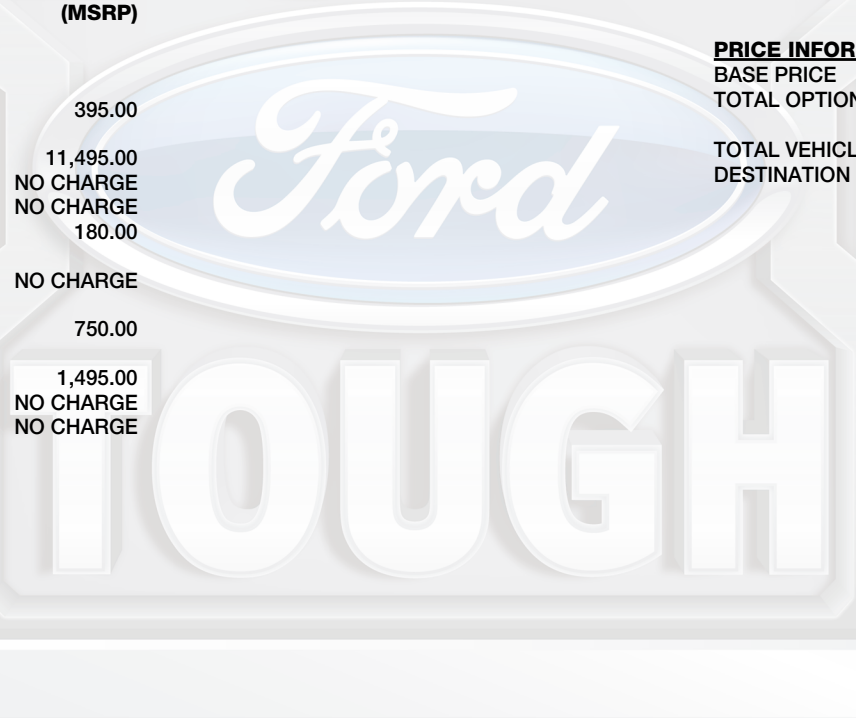 (MSRP)
395.00
11,495.00
NO CHARGE
NO CHARGE
180.00
NO CHARGE
750.00
1,495.00
NO CHARGE
NO CHARGE
PRICE INFOR
BASE PRICE
TOTAL OPTION
TOTAL VEHICL
DESTINATION
Ford
TOUGH